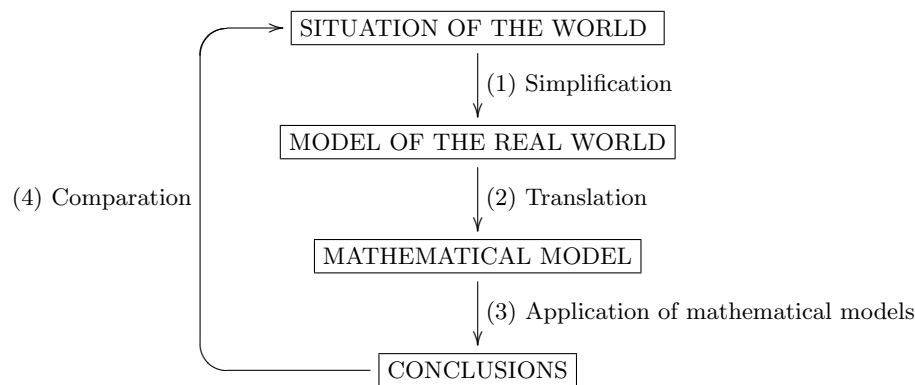 SITUATION OF THE WORLD
(1) Simplification
MODEL OF THE REAL WORLD
(4) Comparation
(2) Translation
MATHEMATICAL MODEL
(3) Application of mathematical models
CONCLUSIONS